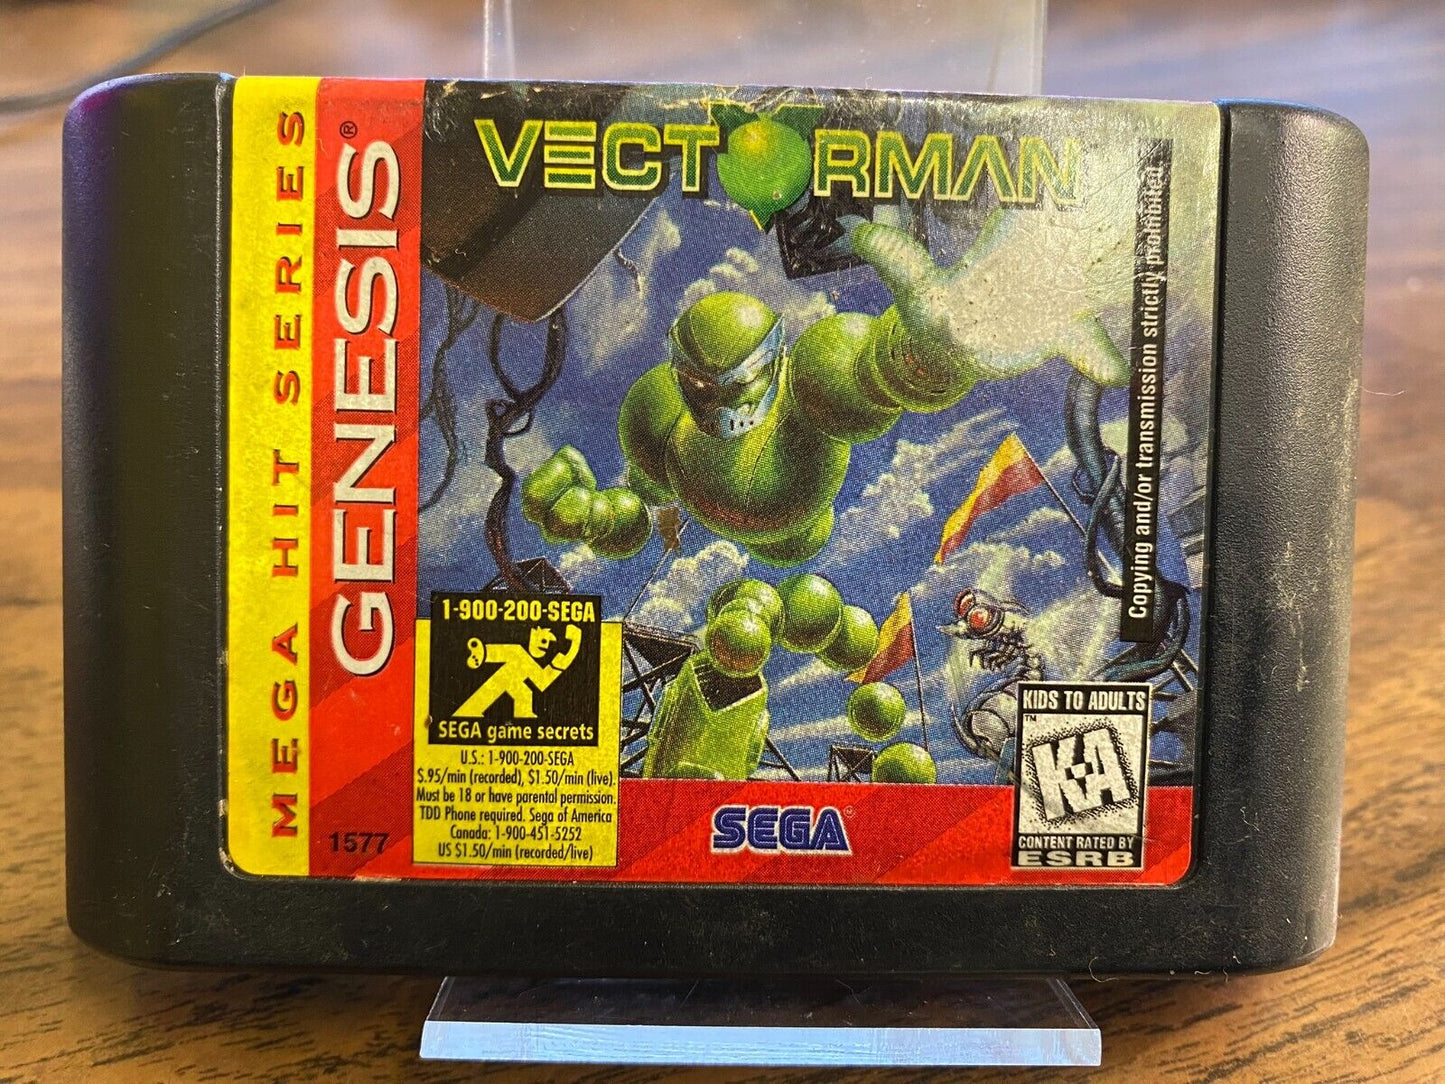 MEGA HIT SERIES
GENESIS®
1577
VECTORMAN
Copying and/or transmission strictly prohibited.
1-900-200-SEGA
SEGA game secrets
U.S.: 1-900-200-SEGA
$.95/min (recorded), $1.50/min (live).
Must be 18 or have parental permission.
TDD Phone required. Sega of America
Canada: 1-900-451-5252
US $1.50/min (recorded/live)
SEGA®
KIDS TO ADULTS
™
K-A
CONTENT RATED BY
ESRB